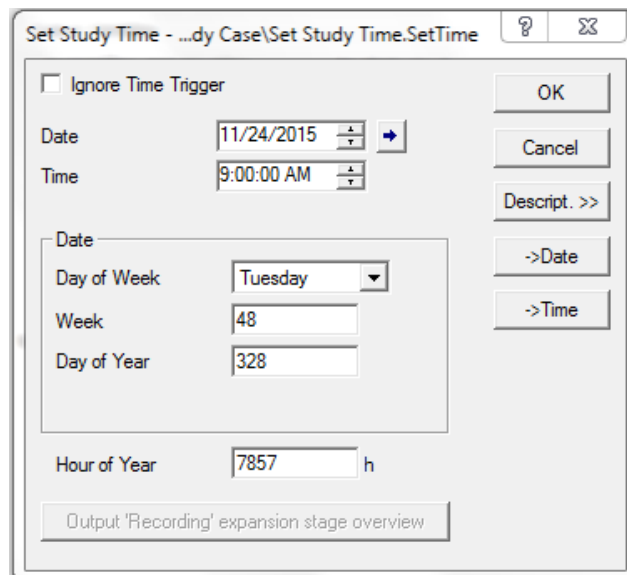 Set Study Time - ...dy Case\Set Study Time.SetTime
Ignore Time Trigger
OK
Date 11/24/2015
Cancel
Time 9:00:00 AM
Descript. >>
Date
->Date
Day of Week Tuesday
->Time
Week 48
Day of Year 328
Hour of Year 7857 h
Output 'Recording' expansion stage overview